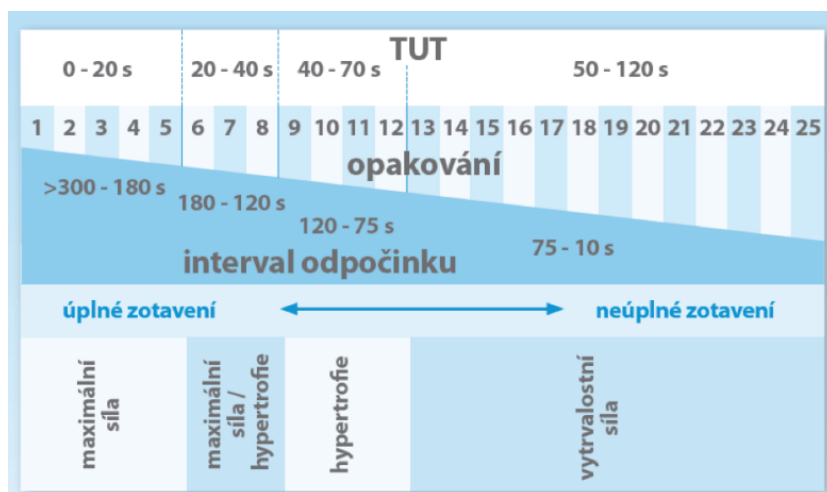 TUT
0 - 20 s 20 - 40 s 40 - 70 s 50 - 120 s
1 2 3 4 5 6 7 8 9 10 11 12 13 14 15 16 17 18 19 20 21 22 23 24 25
opakování
>300 - 180 s
180 - 120 s
120 - 75 s
75 - 10 s
interval odpočinku
úplné zotavení neúplné zotavení
maximální
síla
maximální
síla /
hypertrofie
hypertrofie
vytrvalostní
síla